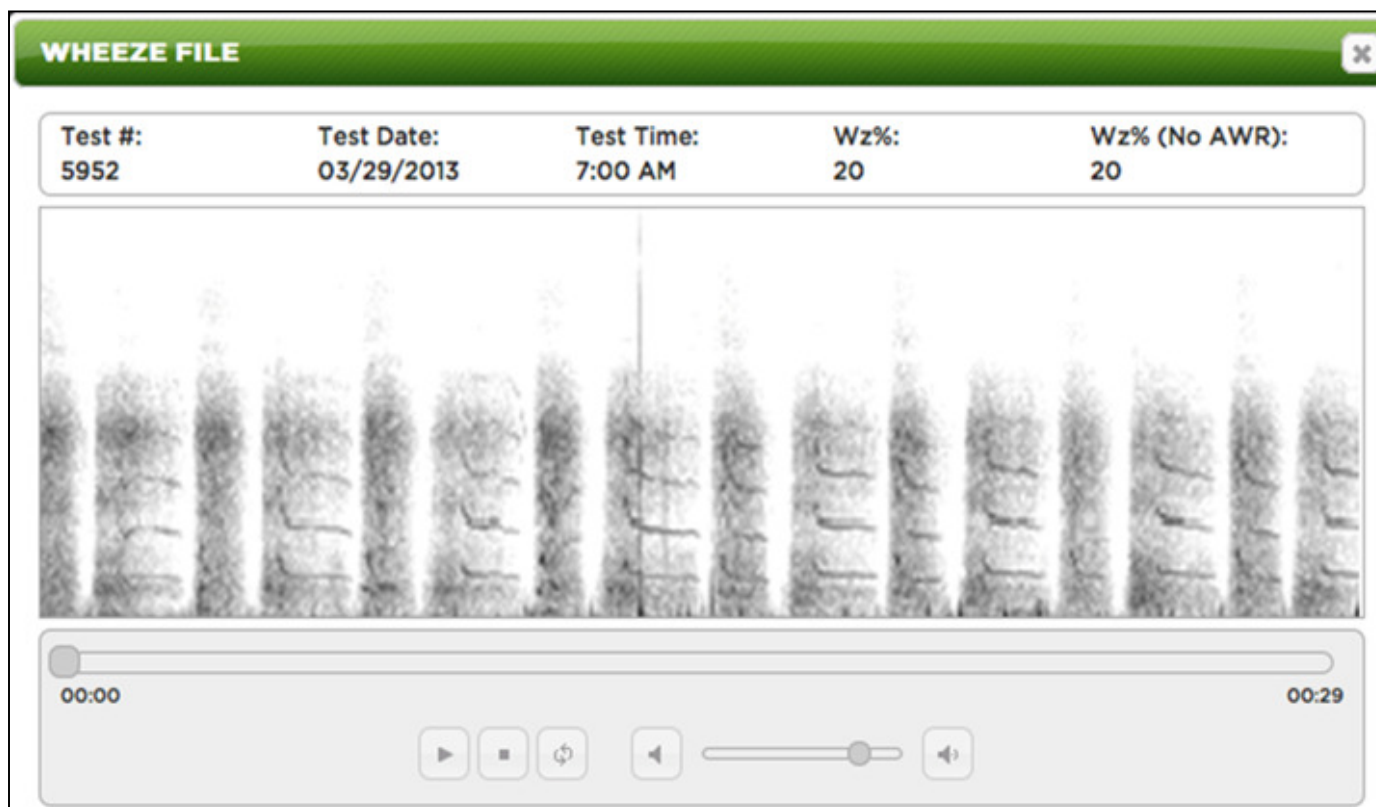 WHEEZE FILE
Test #: Test Date: Test Time: Wz%: Wz% (No AWR):
5952 03/29/2013 7:00 AM 20 20
00:00 00:29